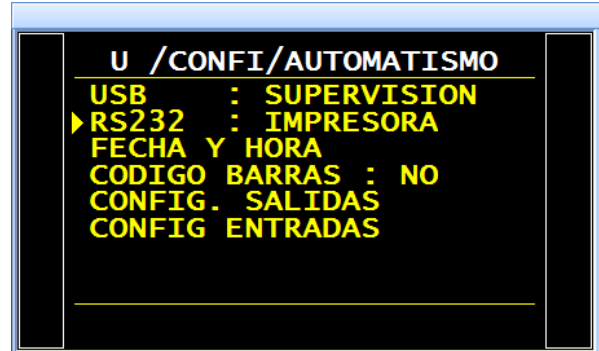 U /CONFI/AUTOMATISMO
USB : SUPERVISION
RS232 : IMPRESORA
FECHA Y HORA
CODIGO BARRAS : NO
CONFIG. SALIDAS
CONFIG ENTRADAS